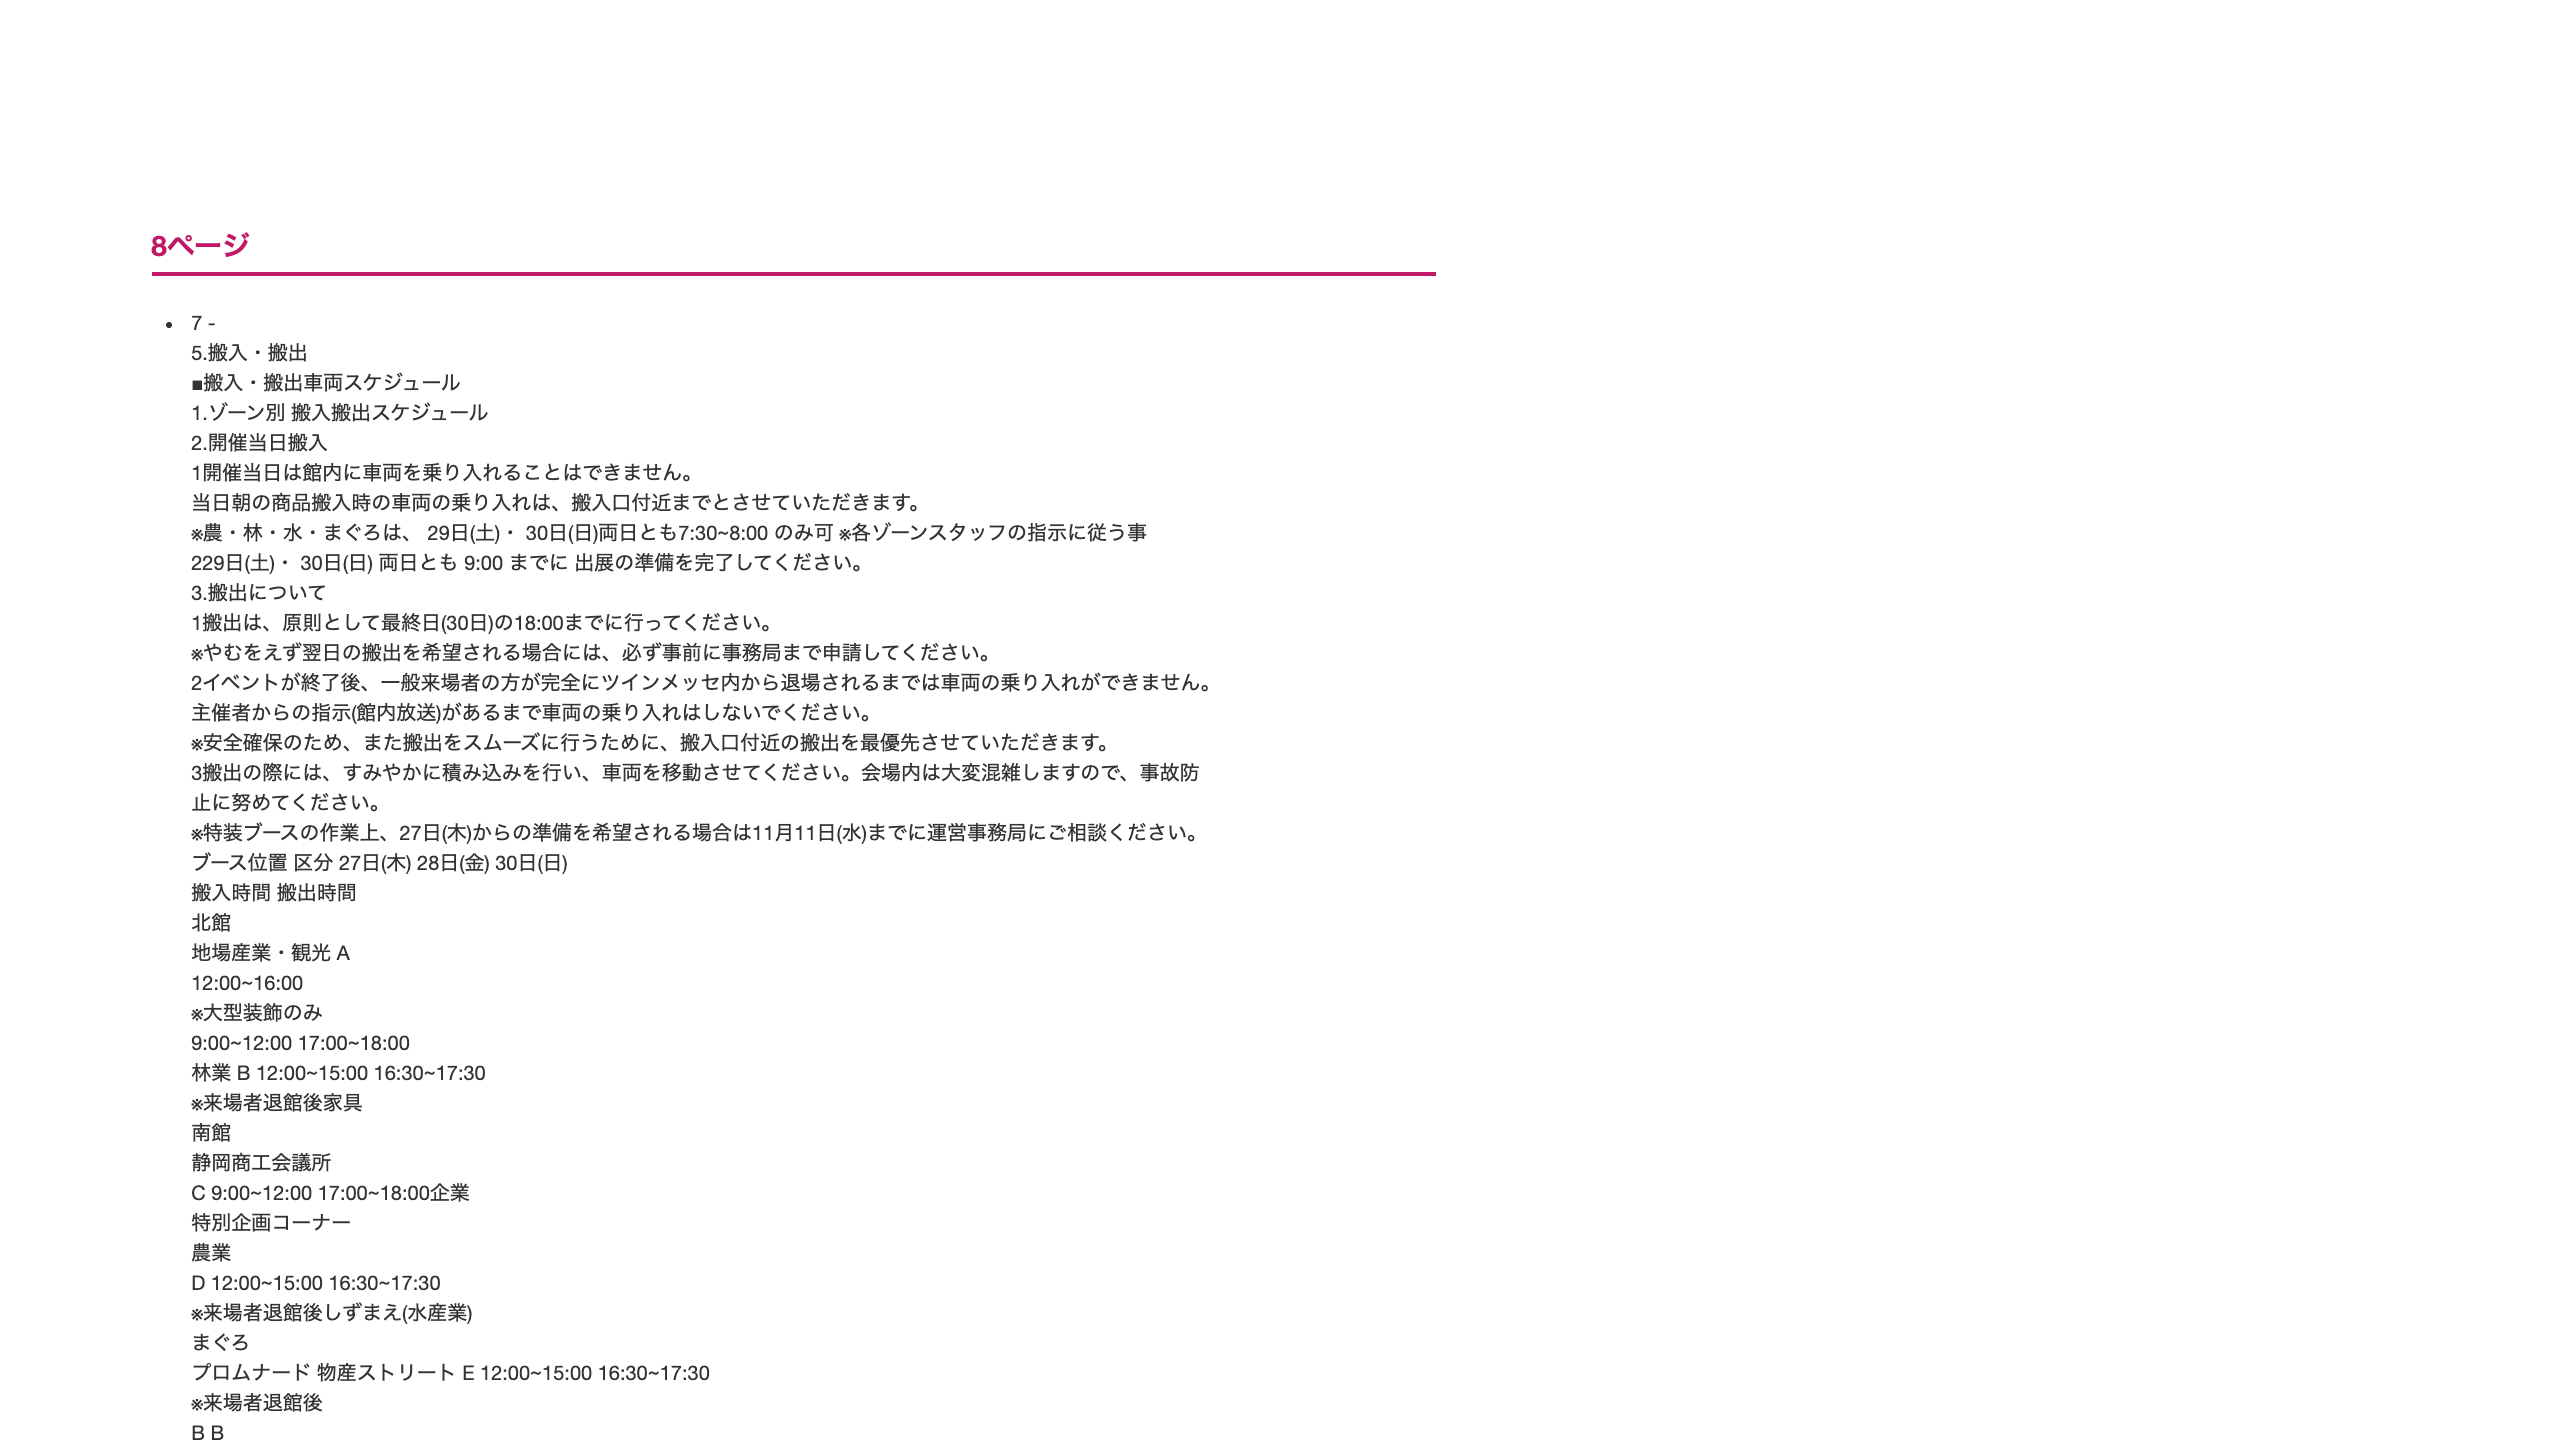 8ページ
• 7 -
5.搬入・搬出
■搬入・搬出車両スケジュール
1.ゾーン別 搬入搬出スケジュール
2.開催当日搬入
1開催当日は館内に車両を乗り入れることはできません。
当日朝の商品搬入時の車両の乗り入れは、搬入口付近までとさせていただきます。
※農・林・水・まぐろは、 29日(土)・ 30日(日)両日とも7:30~8:00 のみ可 ※各ゾーンスタッフの指示に従う事
229日(土)・ 30日(日) 両日とも 9:00 までに 出展の準備を完了してください。
3.搬出について
1搬出は、原則として最終日(30日)の18:00までに行ってください。
※やむをえず翌日の搬出を希望される場合には、必ず事前に事務局まで申請してください。
2イベントが終了後、一般来場者の方が完全にツインメッセ内から退場されるまでは車両の乗り入れができません。
主催者からの指示(館内放送)があるまで車両の乗り入れはしないでください。
※安全確保のため、また搬出をスムーズに行うために、搬入口付近の搬出を最優先させていただきます。
3搬出の際には、すみやかに積み込みを行い、車両を移動させてください。会場内は大変混雑しますので、事故防
止に努めてください。
※特装ブースの作業上、27日(木)からの準備を希望される場合は11月11日(水)までに運営事務局にご相談ください。
ブース位置 区分 27日(木) 28日(金) 30日(日)
搬入時間 搬出時間
北館
地場産業・観光 A
12:00~16:00
※大型装飾のみ
9:00~12:00 17:00~18:00
林業 B 12:00~15:00 16:30~17:30
※来場者退館後家具
南館
静岡商工会議所
C 9:00~12:00 17:00~18:00企業
特別企画コーナー
農業
D 12:00~15:00 16:30~17:30
※来場者退館後しずまえ(水産業)
まぐろ
プロムナード 物産ストリート E 12:00~15:00 16:30~17:30
※来場者退館後
B B